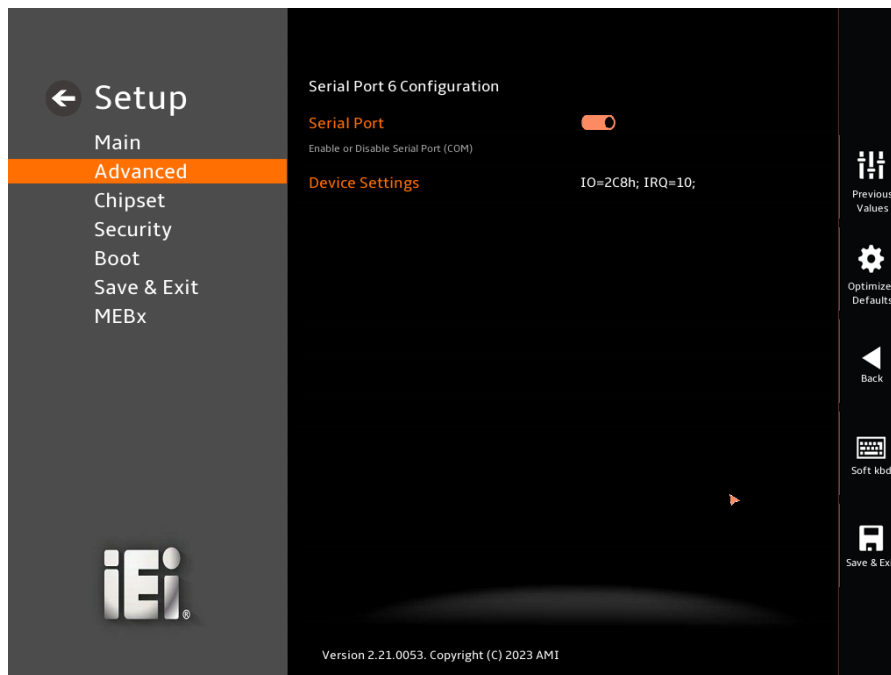 Setup
Main
Advanced
Chipset
Security
Boot
Save & Exit
MEBx
iEi®
Serial Port 6 Configuration
Serial Port
Enable or Disable Serial Port (COM)
Device Settings IO=2C8h; IRQ=10;
Version 2.21.0053. Copyright (C) 2023 AMI
Previous
Values
Optimize
Defaults
Back
Soft kbd
Save & Ex